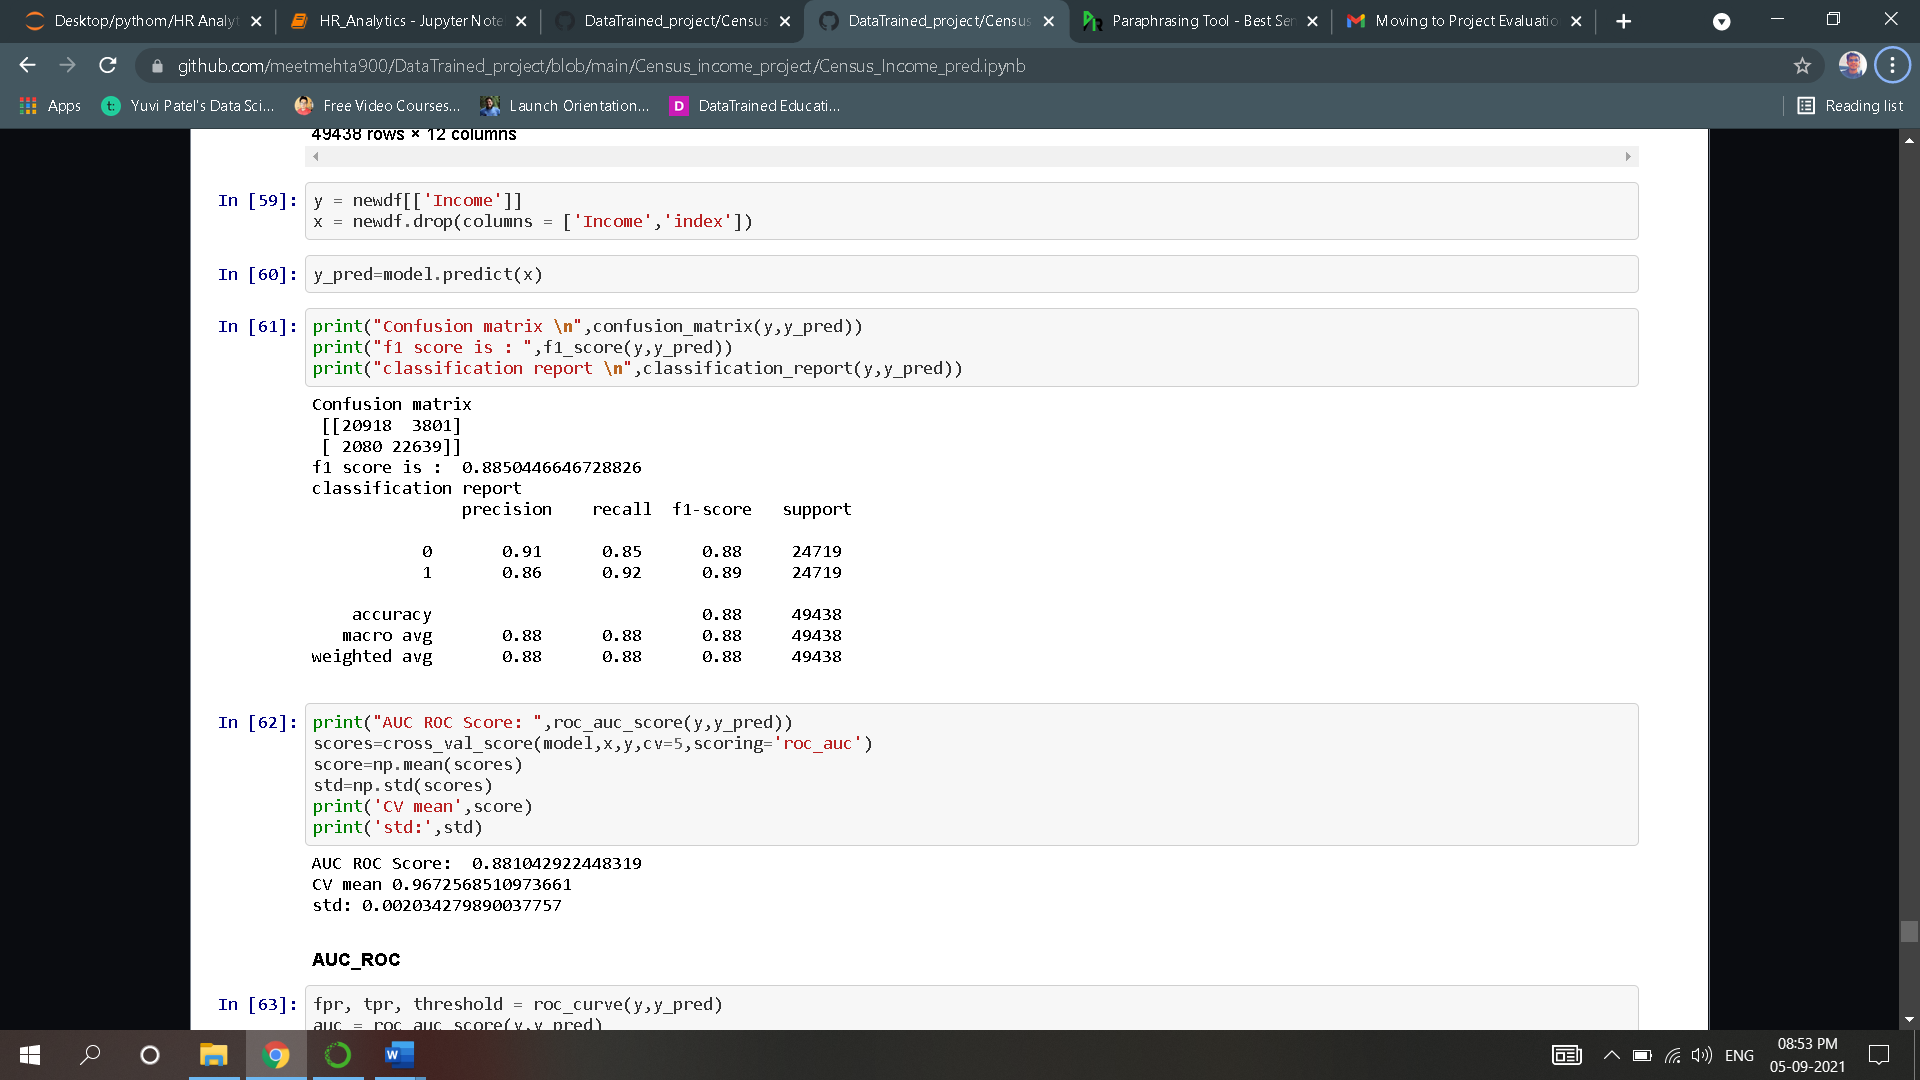 Desktop/python/HR Analyt
HR_Analytics - Jupyter Note
DataTrained_project/Census
DataTrained_project/Census
Paraphrasing Tool - Best Sen
Moving to Project Evaluatio
github.com/meetmehta900/DataTrained_project/blob/main/Census_income_project/Census_Income_pred.ipynb
Apps
Yuvi Patel's Data Sci...
Free Video Courses...
Launch Orientation...
D DataTrained Educati...
Reading list
49438 rows × 12 columns
In [59]: y = newdf[['Income']]
x = newdf.drop(columns = ['Income','index'])
In [60]: y_pred=model.predict(x)
In [61]: print("Confusion matrix \n",confusion_matrix(y,y_pred))
print("f1 score is : ",f1_score(y,y_pred))
print("classification report \n",classification_report(y,y_pred))
Confusion matrix
[[20918 3801]
[ 2080 22639]]
f1 score is : 0.8850446646728826
classification report
precision recall f1-score support
0 0.91 0.85 0.88 24719
1 0.86 0.92 0.89 24719
accuracy 0.88 49438
macro avg 0.88 0.88 0.88 49438
weighted avg 0.88 0.88 0.88 49438
In [62]: print("AUC ROC Score: ",roc_auc_score(y,y_pred))
scores=cross_val_score(model,x,y,cv=5,scoring='roc_auc')
score=np.mean(scores)
std=np.std(scores)
print('CV mean',score)
print('std:',std)
AUC ROC Score: 0.881042922448319
CV mean 0.9672568510973661
std: 0.002034279890037757
AUC_ROC
In [63]: fpr, tpr, threshold = roc_curve(y,y_pred)
auc = roc_auc_score(y,y_pred)
ENG
08:53 PM
05-09-2021